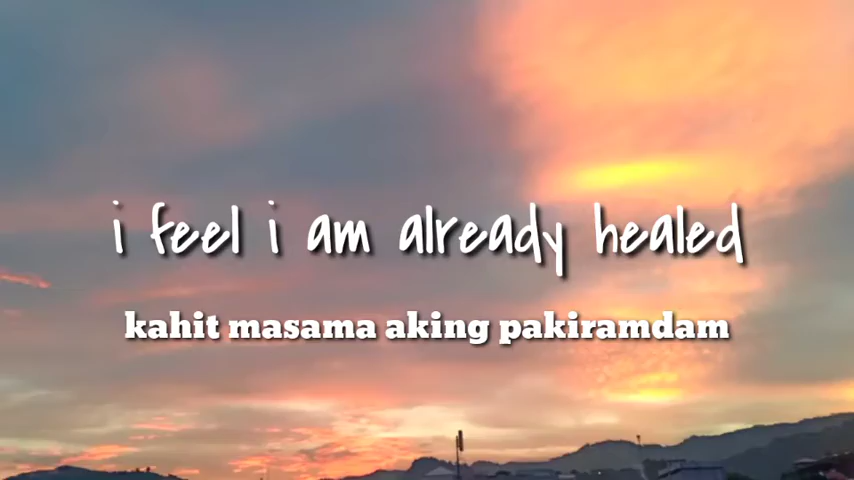 i feel i am already healed
kahit masama aking pakiramdam